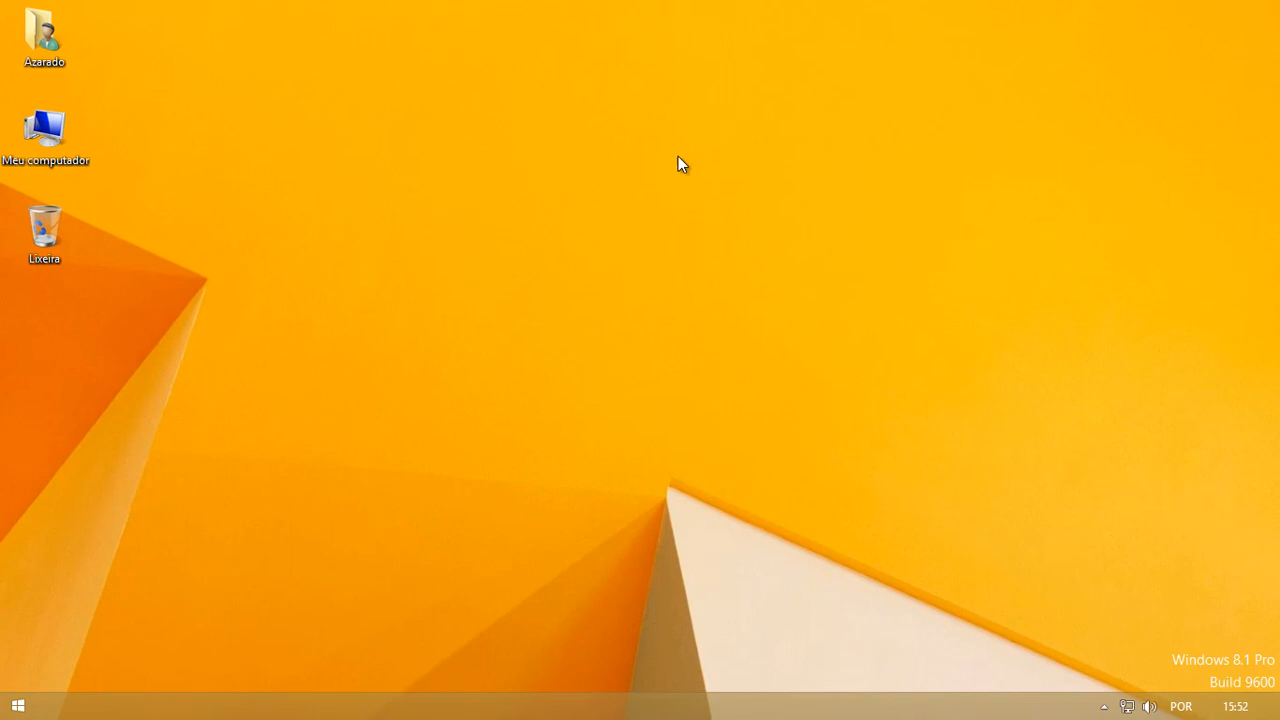 Azarado
Meu computador
Lixeira
Windows 8.1 Pro
Build 9600
POR
15:52